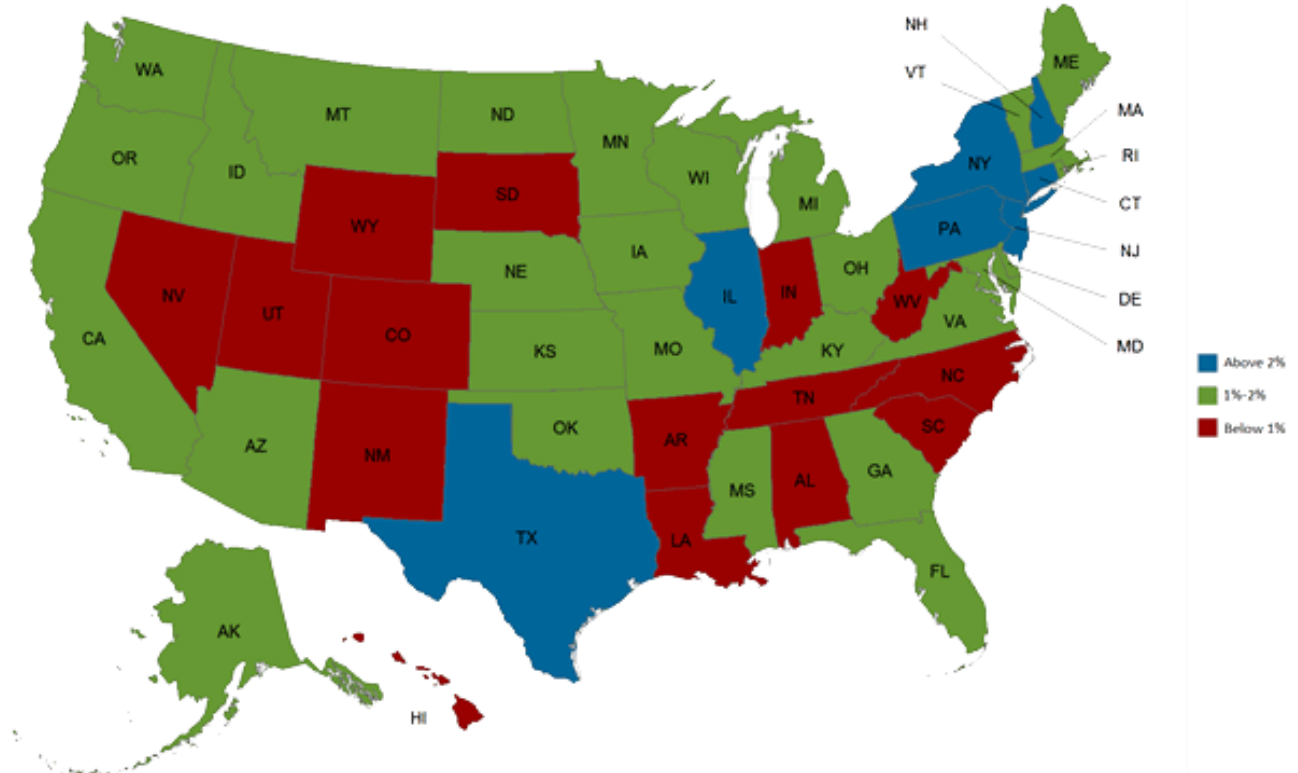 NH
VT
ME
WA
MT
ND
MN
MA
OR
ID
SD
WI
MI
NY
RI
CT
WY
IA
PA
NJ
NE
OH
NV
UT
IL
IN
WV
DE
CA
CO
KS
MO
KY
VA
MD
Above 2%
1%-2%
Below 1%
AZ
NM
OK
AR
TN
NC
SC
TX
LA
MS
AL
GA
FL
AK
HI